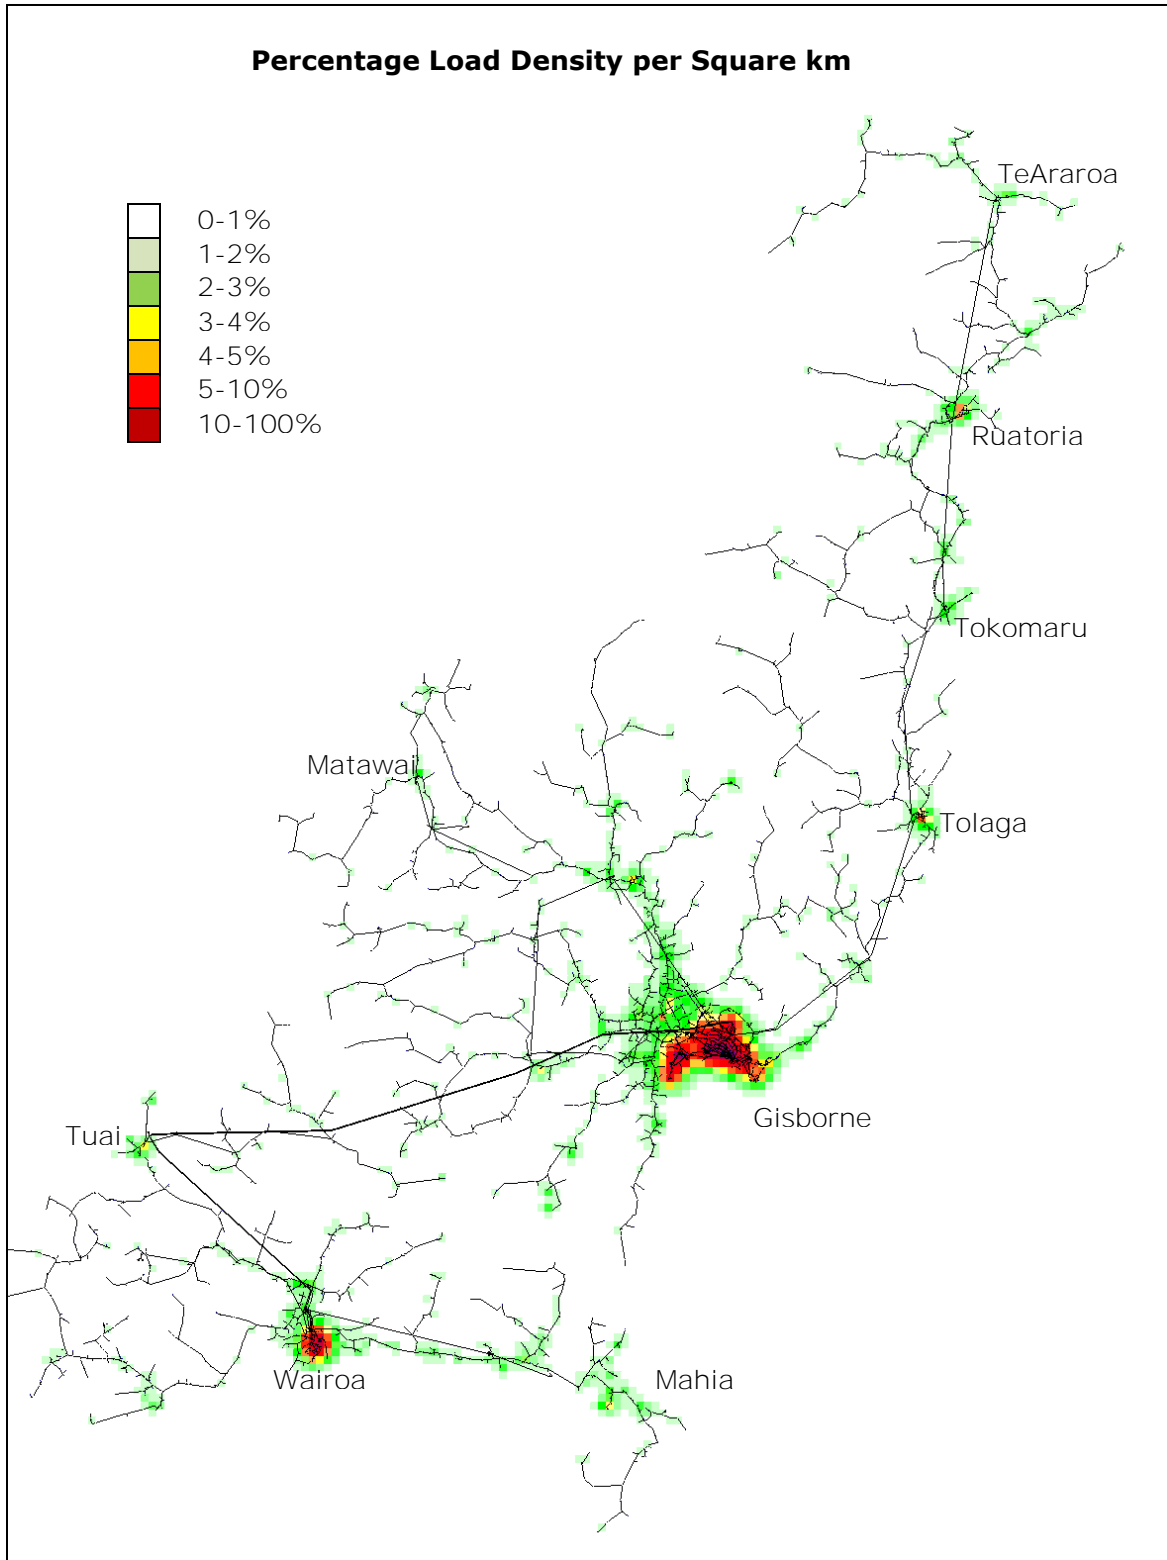 Percentage Load Density per Square km
TeAraroa
0-1%
1-2%
2-3%
3-4%
4-5%
5-10%
10-100%
Ruatoria
Tokomaru
Matawai
Tolaga
Gisborne
Tuai
Wairoa
Mahia